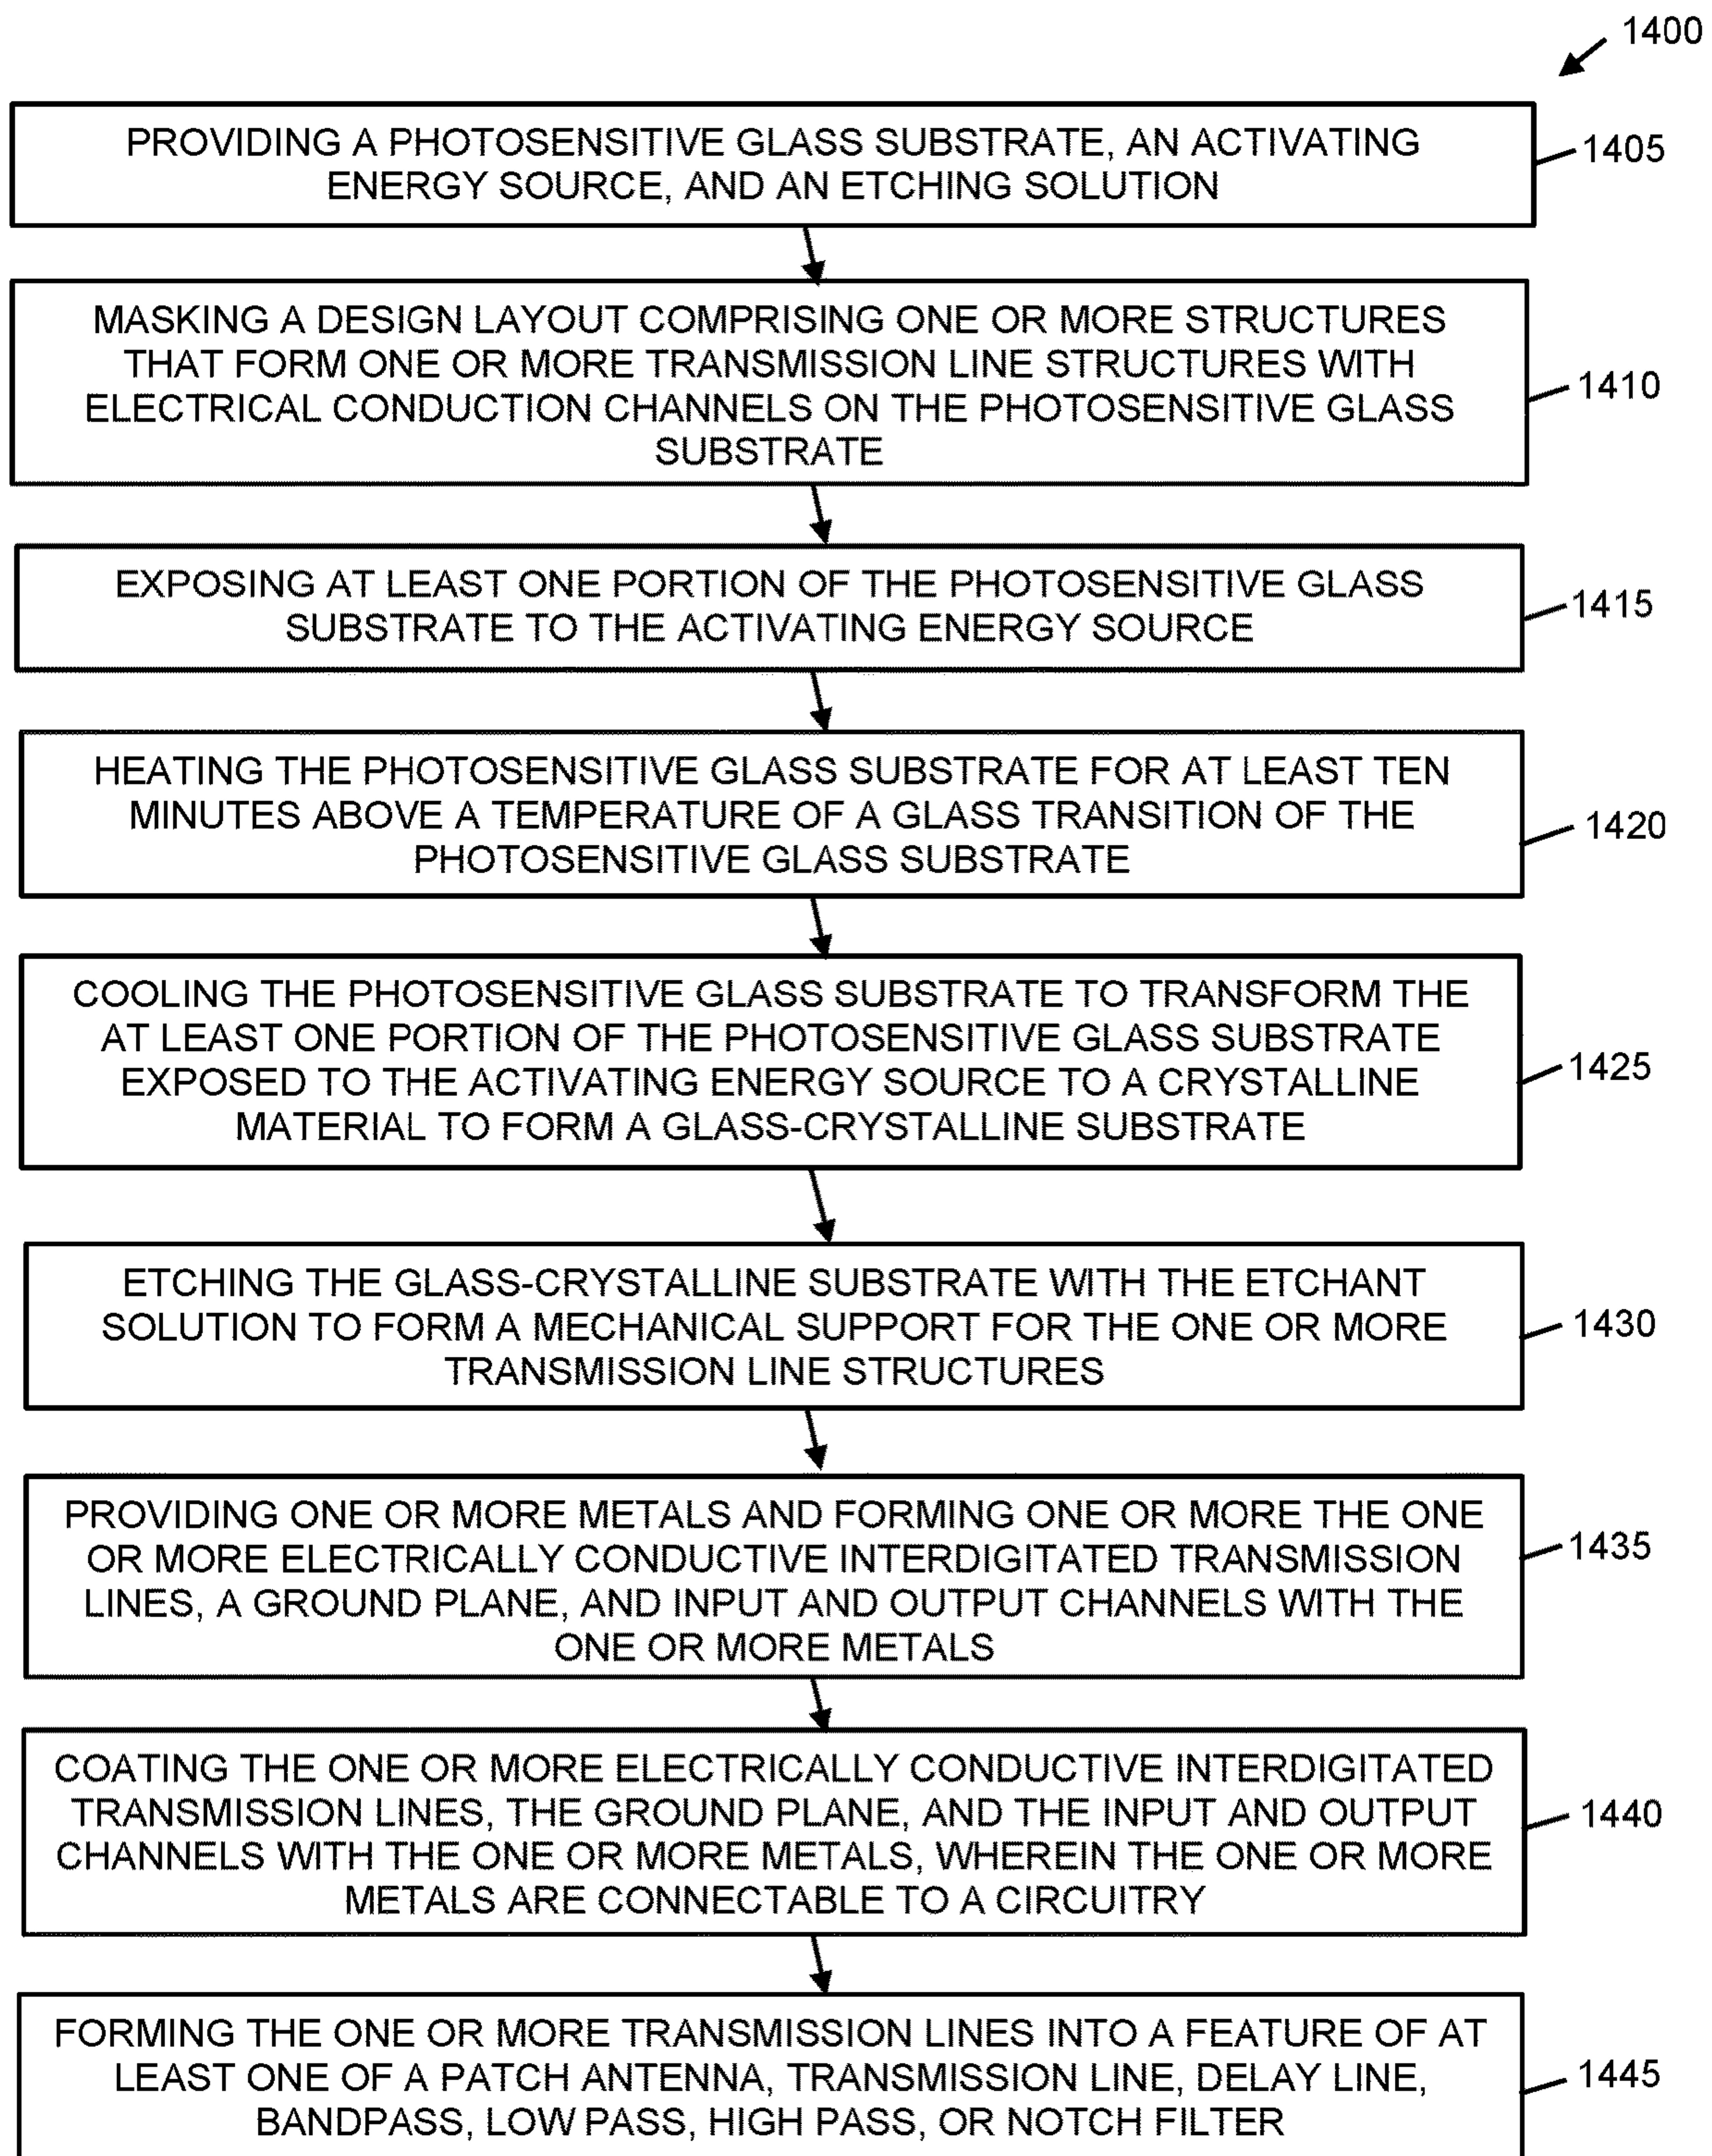 1400
PROVIDING A PHOTOSENSITIVE GLASS SUBSTRATE, AN ACTIVATING
ENERGY SOURCE, AND AN ETCHING SOLUTION
1405
MASKING A DESIGN LAYOUT COMPRISING ONE OR MORE STRUCTURES
THAT FORM ONE OR MORE TRANSMISSION LINE STRUCTURES WITH
ELECTRICAL CONDUCTION CHANNELS ON THE PHOTOSENSITIVE GLASS
SUBSTRATE
1410
EXPOSING AT LEAST ONE PORTION OF THE PHOTOSENSITIVE GLASS
SUBSTRATE TO THE ACTIVATING ENERGY SOURCE
1415
HEATING THE PHOTOSENSITIVE GLASS SUBSTRATE FOR AT LEAST TEN
MINUTES ABOVE A TEMPERATURE OF A GLASS TRANSITION OF THE
PHOTOSENSITIVE GLASS SUBSTRATE
1420
COOLING THE PHOTOSENSITIVE GLASS SUBSTRATE TO TRANSFORM THE
AT LEAST ONE PORTION OF THE PHOTOSENSITIVE GLASS SUBSTRATE
EXPOSED TO THE ACTIVATING ENERGY SOURCE TO A CRYSTALLINE
MATERIAL TO FORM A GLASS-CRYSTALLINE SUBSTRATE
1425
ETCHING THE GLASS-CRYSTALLINE SUBSTRATE WITH THE ETCHANT
SOLUTION TO FORM A MECHANICAL SUPPORT FOR THE ONE OR MORE
TRANSMISSION LINE STRUCTURES
1430
PROVIDING ONE OR MORE METALS AND FORMING ONE OR MORE THE ONE
OR MORE ELECTRICALLY CONDUCTIVE INTERDIGITATED TRANSMISSION
LINES, A GROUND PLANE, AND INPUT AND OUTPUT CHANNELS WITH THE
ONE OR MORE METALS
1435
COATING THE ONE OR MORE ELECTRICALLY CONDUCTIVE INTERDIGITATED
TRANSMISSION LINES, THE GROUND PLANE, AND THE INPUT AND OUTPUT
CHANNELS WITH THE ONE OR MORE METALS, WHEREIN THE ONE OR MORE
METALS ARE CONNECTABLE TO A CIRCUITRY
1440
FORMING THE ONE OR MORE TRANSMISSION LINES INTO A FEATURE OF AT
LEAST ONE OF A PATCH ANTENNA, TRANSMISSION LINE, DELAY LINE,
BANDPASS, LOW PASS, HIGH PASS, OR NOTCH FILTER
1445